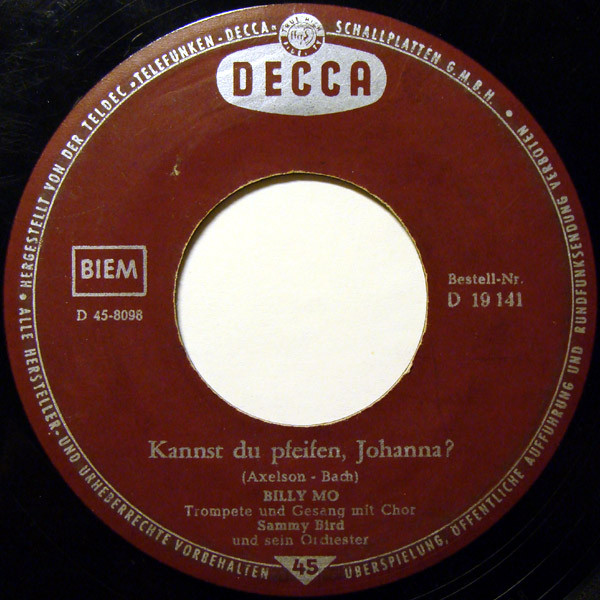 • HERGESTELLT VON DER TELDEC »TELEFUNKEN-DECCA« SCHALLPLATTEN G.M.B.H. •
DECCA
BIEM
D 45-8098
Bestell-Nr.
D 19 141
Kannst du pfeifen, Johanna?
(Axelson - Bach)
BILLY MO
Trompete und Gesang mit Chor
Sammy Bird
und sein Orchester
ALLE HERSTELLER- UND URHEBERRECHTE VORBEHALTEN
45
ÜBERSPIELUNG, ÖFFENTLICHE AUFFÜHRUNG UND RUNDFUNKSENDUNG VERBOTEN